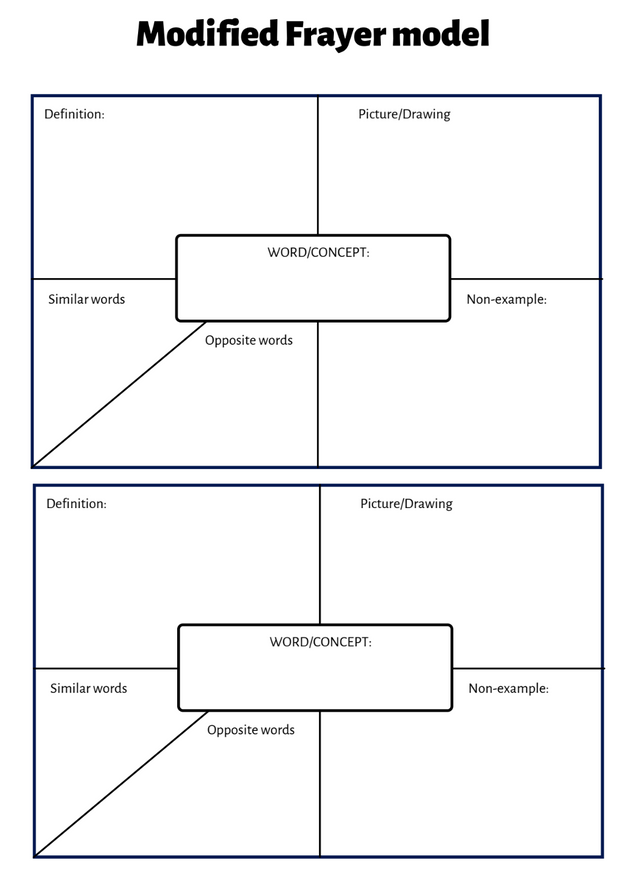 Modified Frayer model
Definition:
Picture/Drawing
WORD/CONCEPT:
Similar words
Non-example:
Opposite words
Definition:
Picture/Drawing
WORD/CONCEPT:
Similar words
Non-example:
Opposite words